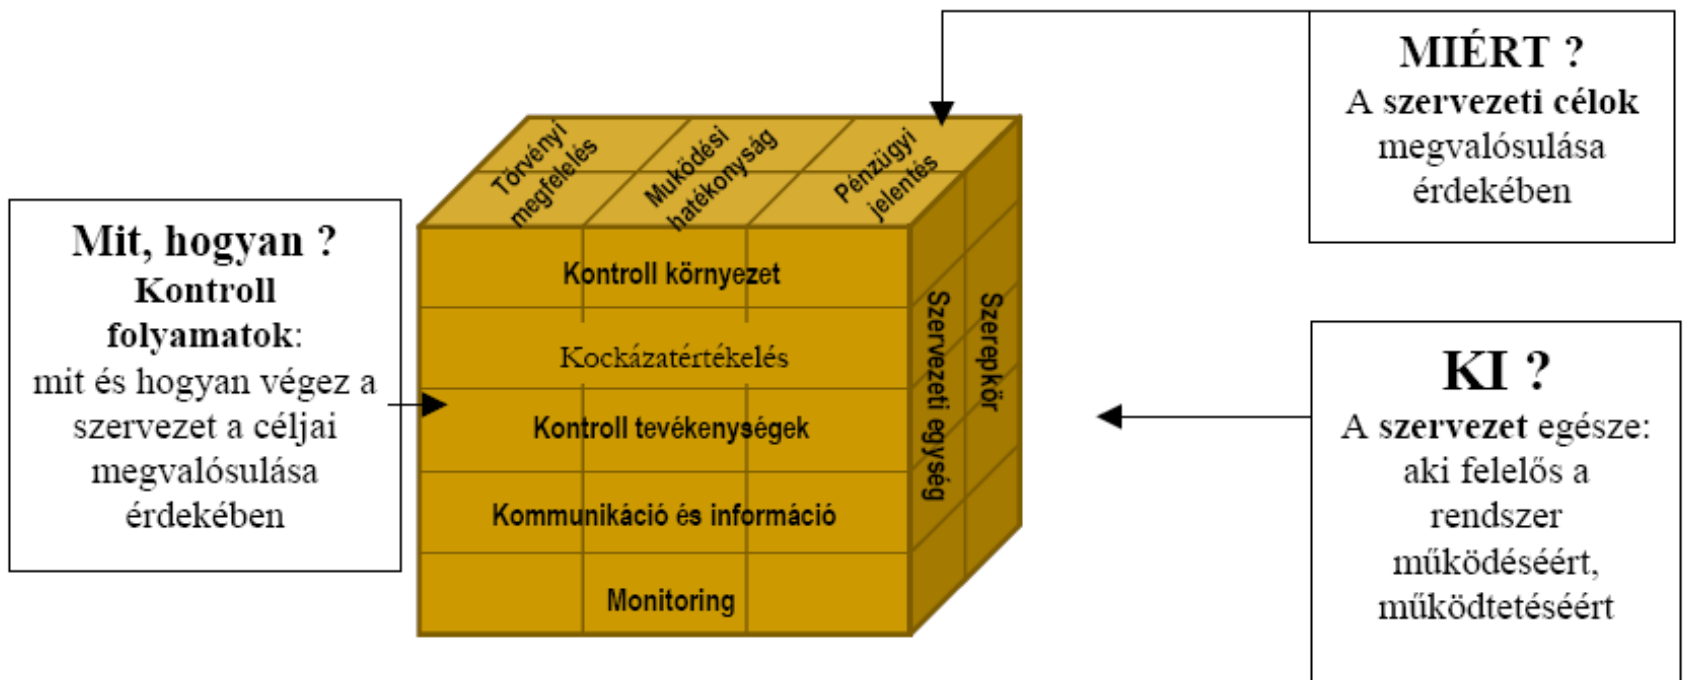 Mit, hogyan ?
Kontroll
folyamatok:
mit és hogyan végez a
szervezet a céljai
megvalósulása
érdekében
Törvényi
megfelelés
Muködési
hatékonyság
Pénzügyi
jelentés
Kontroll környezet
Kockázatértékelés
Kontroll tevékenységek
Kommunikáció és információ
Monitoring
Szervezeti egység
Szerepkör
MIÉRT ?
A szervezeti célok
megvalósulása
érdekében
KI ?
A szervezet egésze:
aki felelős a
rendszer
működéséért,
működtetéséért